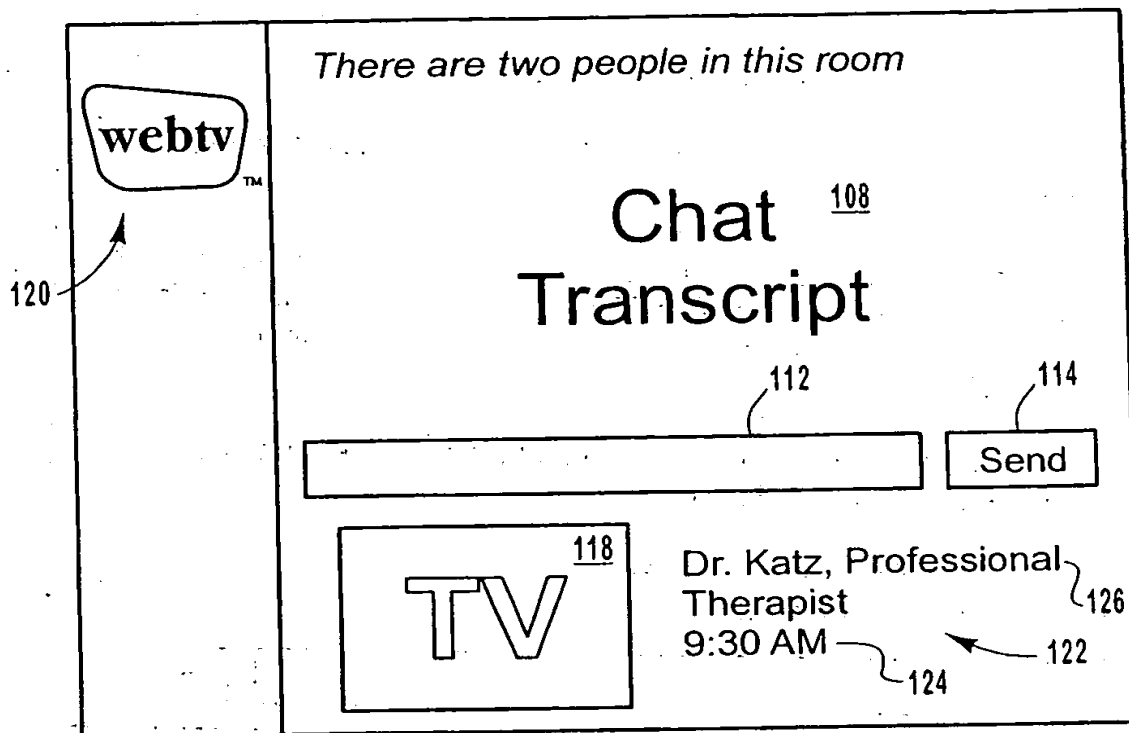 There are two people in this room
webtv
TM
Chat 108
Transcript
120
112
114
Send
118
TV
Dr. Katz, Professional
Therapist
126
9:30 AM
122
124